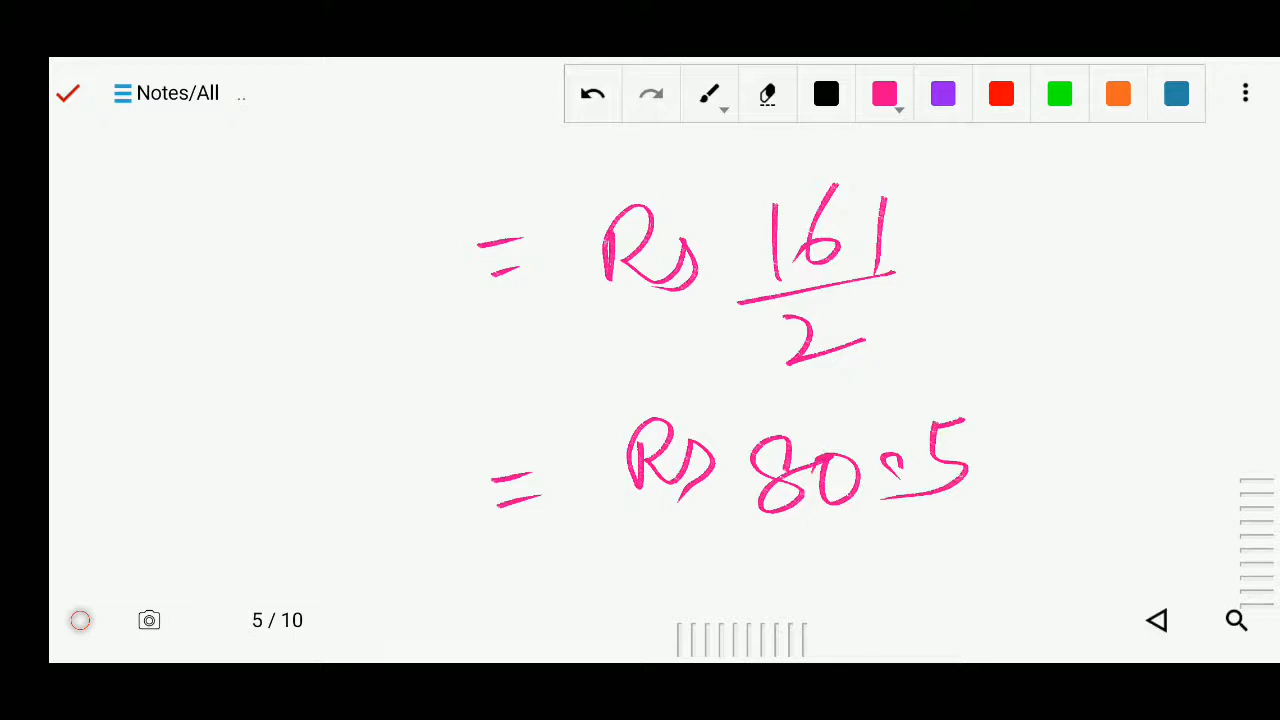 Notes/All ..
= Rs 161/2
= Rs 80.5
5 / 10